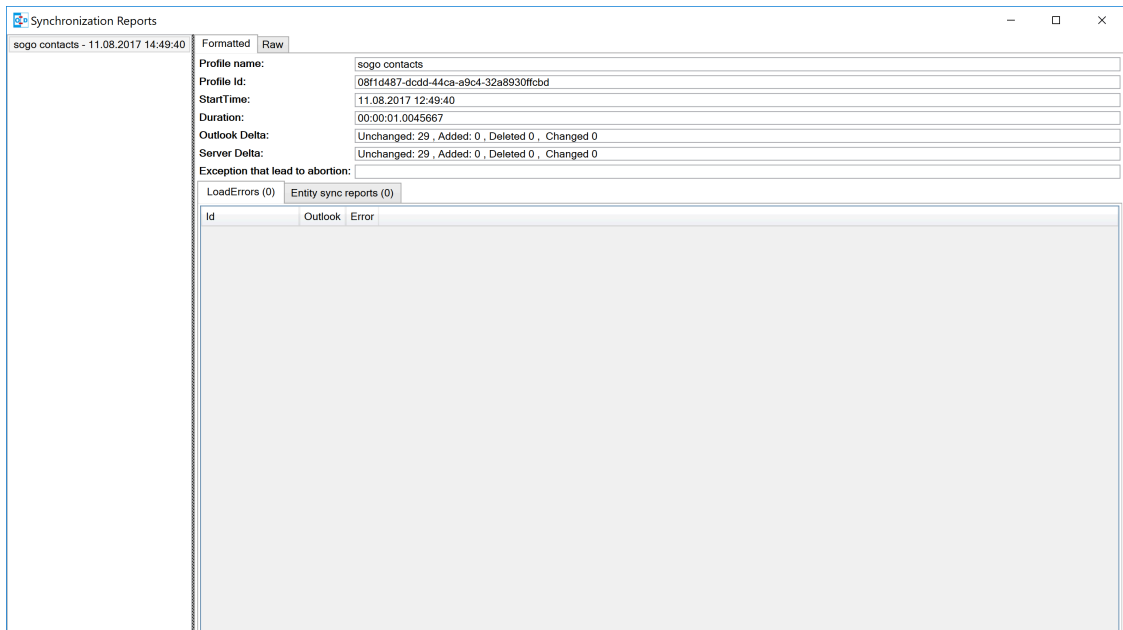 Synchronization Reports
sogo contacts - 11.08.2017 14:49:40
Formatted Raw
Profile name: sogo contacts
Profile Id: 08f1d487-dcdd-44ca-a9c4-32a8930ffcbd
StartTime: 11.08.2017 12:49:40
Duration: 00:00:01.0045667
Outlook Delta: Unchanged: 29 , Added: 0 , Deleted 0 ,  Changed 0
Server Delta: Unchanged: 29 , Added: 0 , Deleted 0 ,  Changed 0
Exception that lead to abortion:
LoadErrors (0) Entity sync reports (0)
Id Outlook Error